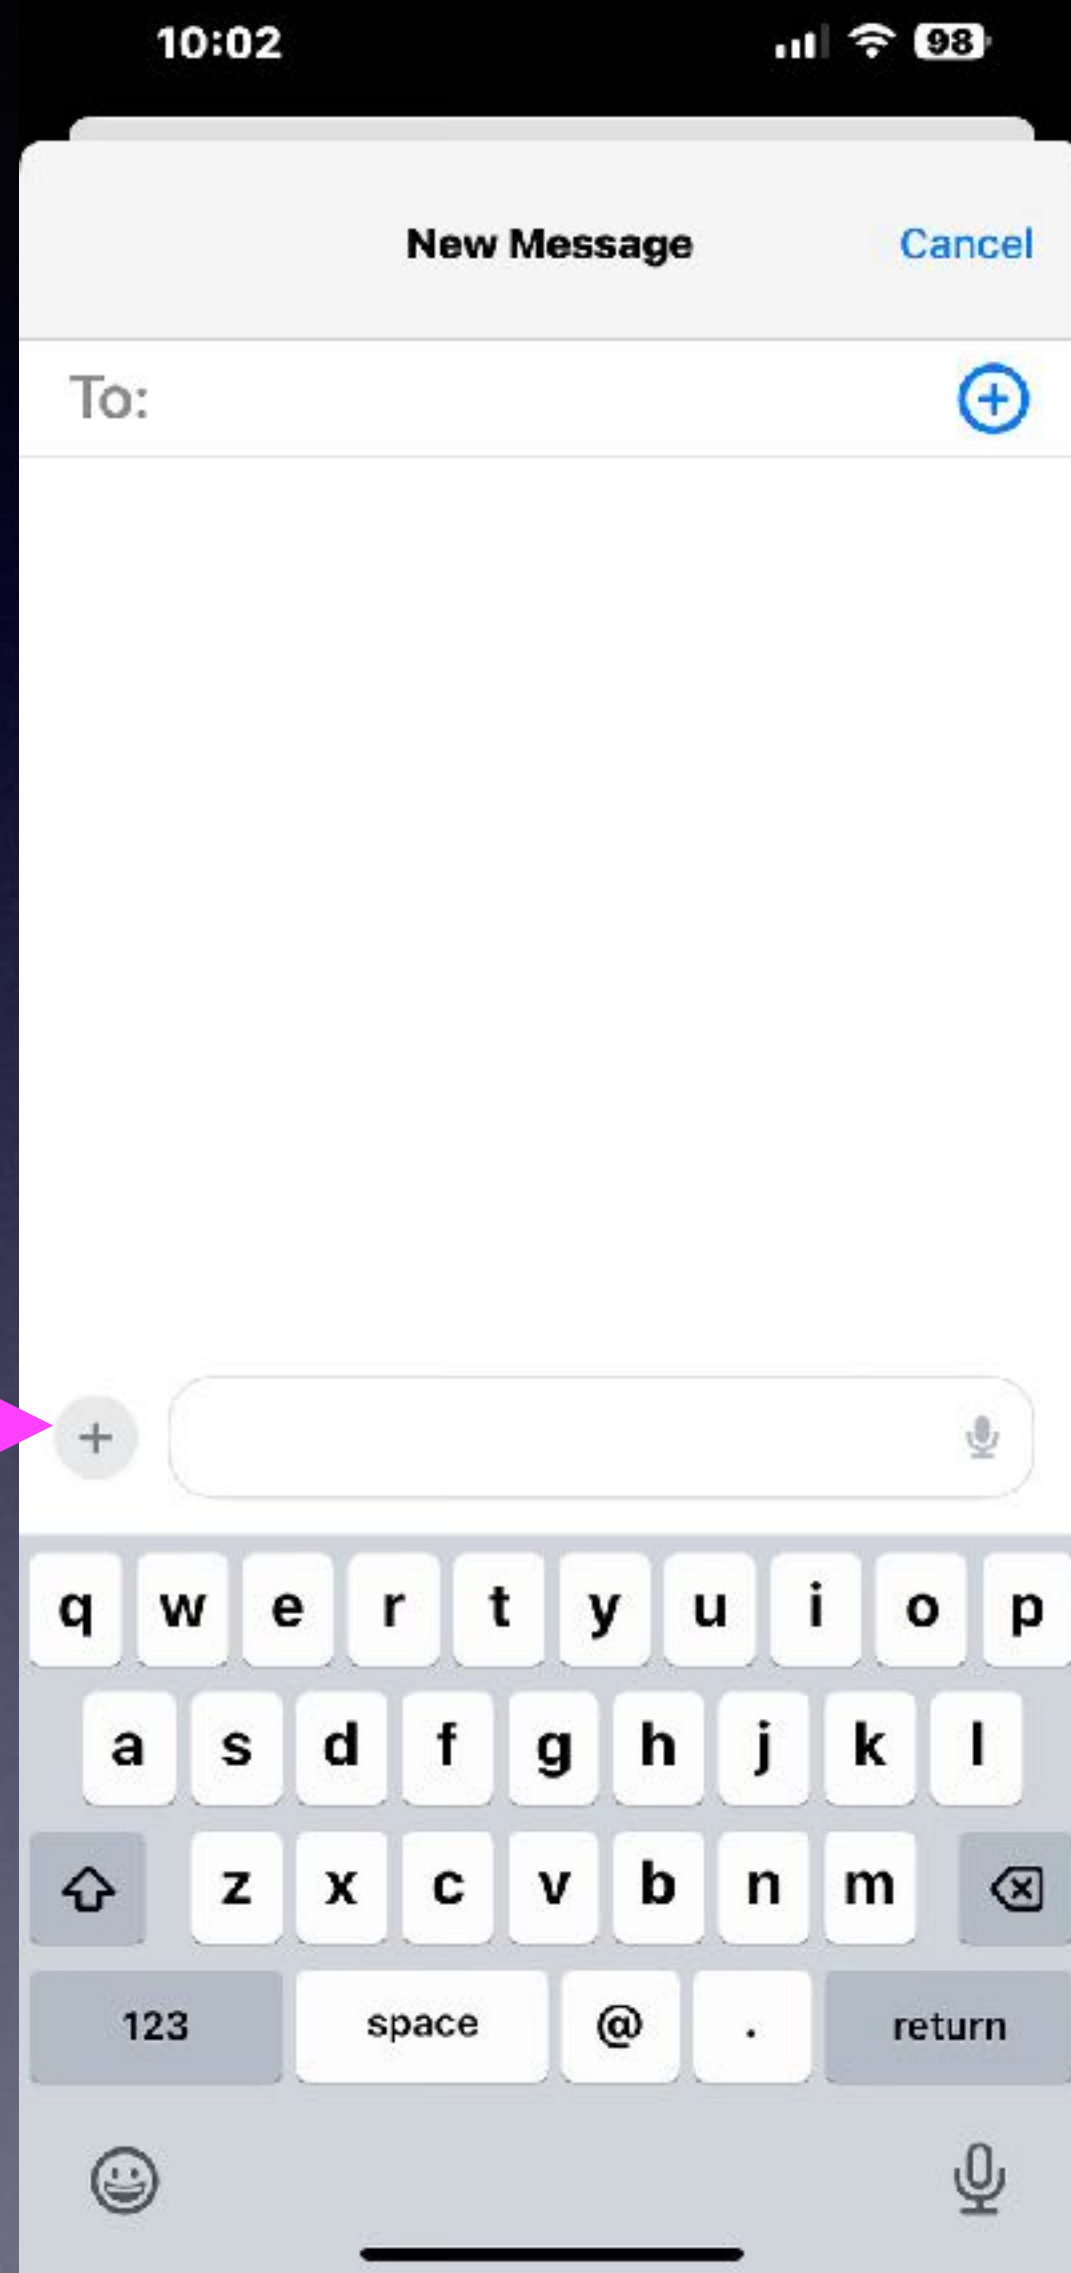 10:02 98
New Message Cancel
To:
q w e r t y u i o p
a s d f g h j k l
z x c v b n m
123 space @ . return